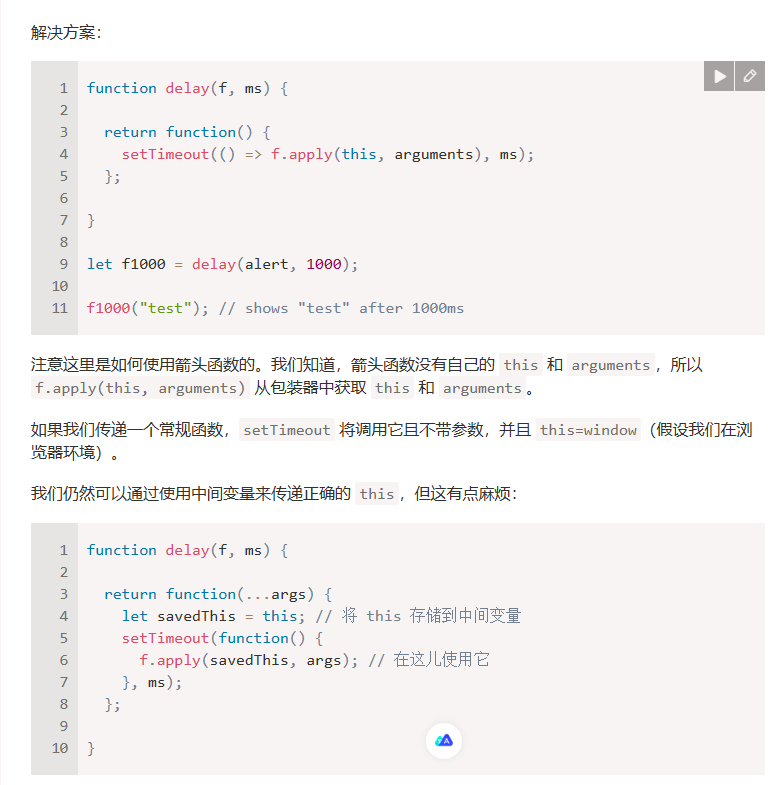 解决方案：
1 function delay(f, ms) {
2
3   return function() {
4     setTimeout(() => f.apply(this, arguments), ms);
5   };
6
7 }
8
9 let f1000 = delay(alert, 1000);
10
11 f1000("test"); // shows "test" after 1000ms
注意这里是如何使用箭头函数的。我们知道，箭头函数没有自己的 this 和 arguments，所以
f.apply(this, arguments) 从包装器中获取 this 和 arguments。
如果我们传递一个常规函数，setTimeout 将调用它且不带参数，并且 this=window（假设我们在浏
览器环境）。
我们仍然可以通过使用中间变量来传递正确的 this，但这有点麻烦：
1 function delay(f, ms) {
2
3   return function(...args) {
4     let savedThis = this; // 将 this 存储到中间变量
5     setTimeout(function() {
6       f.apply(savedThis, args); // 在这儿使用它
7     }, ms);
8   };
9
10 }